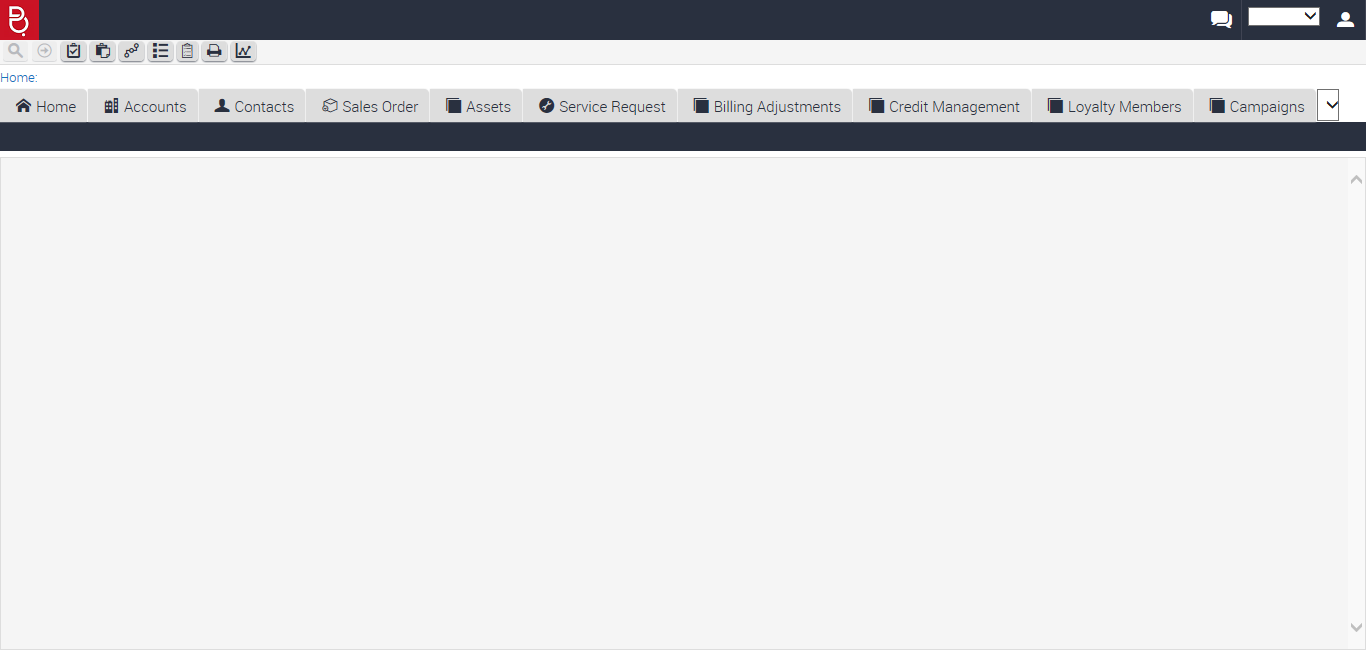 Home:
Home Accounts Contacts Sales Order Assets Service Request Billing Adjustments Credit Management Loyalty Members Campaigns